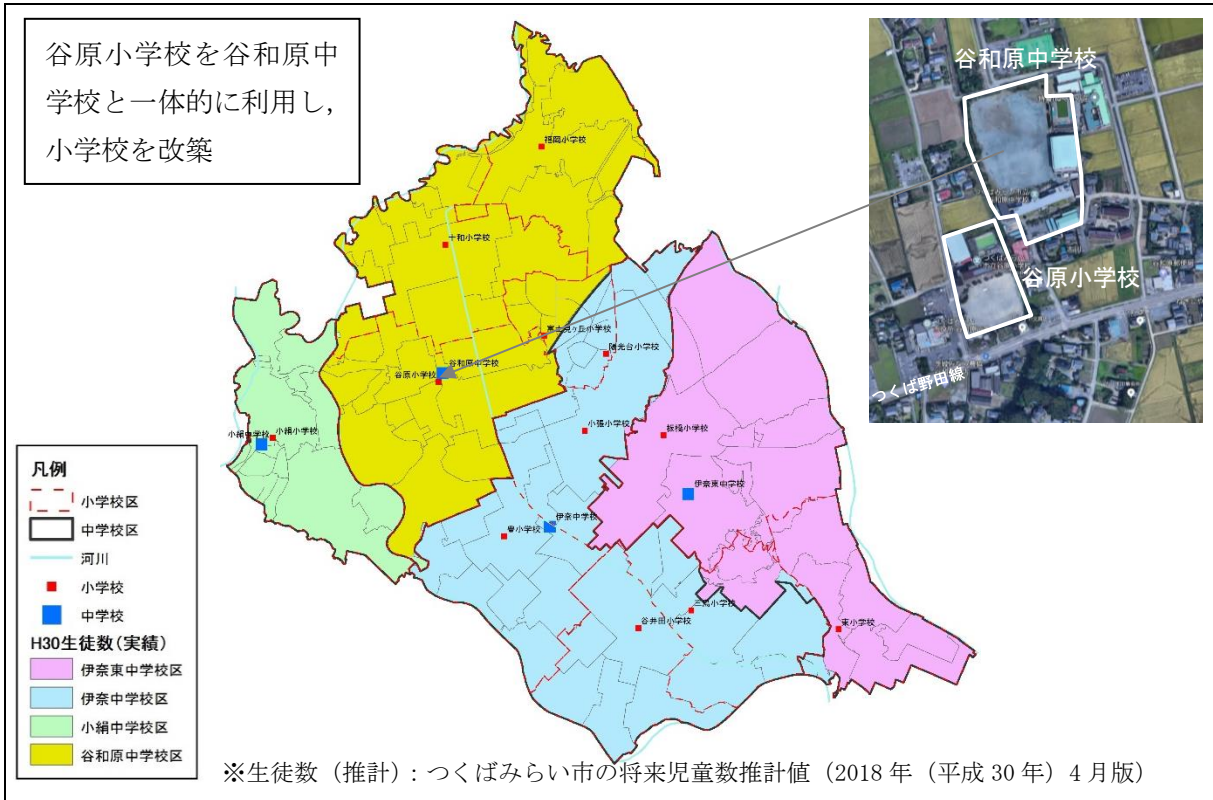 谷原小学校を谷和原中
学校と一体的に利用し，
小学校を改築
谷和原中学校
谷原小学校
つくば野田線
福岡小学校
十和小学校
富士見ヶ丘小学校
陽光台小学校
谷和原中学校
谷原小学校
小絹中学校
小絹小学校
小張小学校
板橋小学校
伊奈東中学校
豊小学校
伊奈中学校
三島小学校
谷井田小学校
東小学校
凡例
小学校区
中学校区
河川
小学校
中学校
H30生徒数(実績)
伊奈東中学校区
伊奈中学校区
小絹中学校区
谷和原中学校区
※生徒数（推計）：つくばみらい市の将来児童数推計値（2018 年（平成 30 年）4 月版）